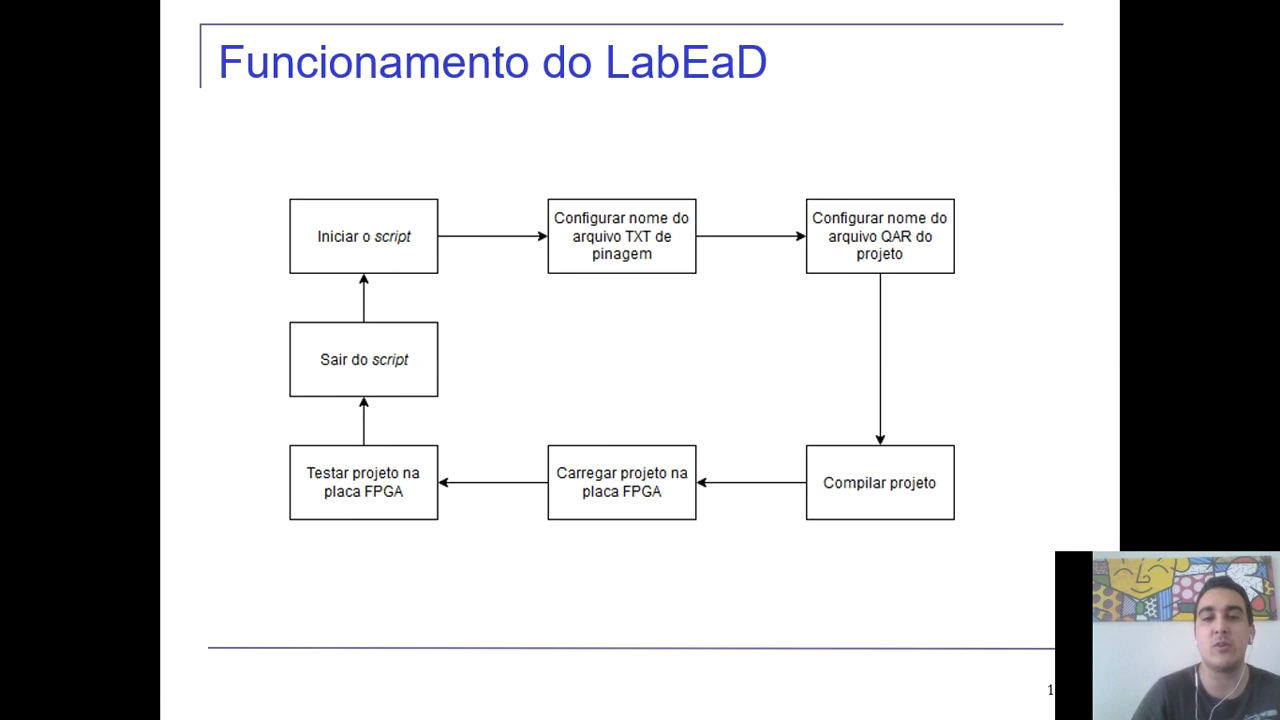 Funcionamento do LabEaD
Iniciar o script
Configurar nome do
arquivo TXT de
pinagem
Configurar nome do
arquivo QAR do
projeto
Sair do script
Testar projeto na
placa FPGA
Carregar projeto na
placa FPGA
Compilar projeto